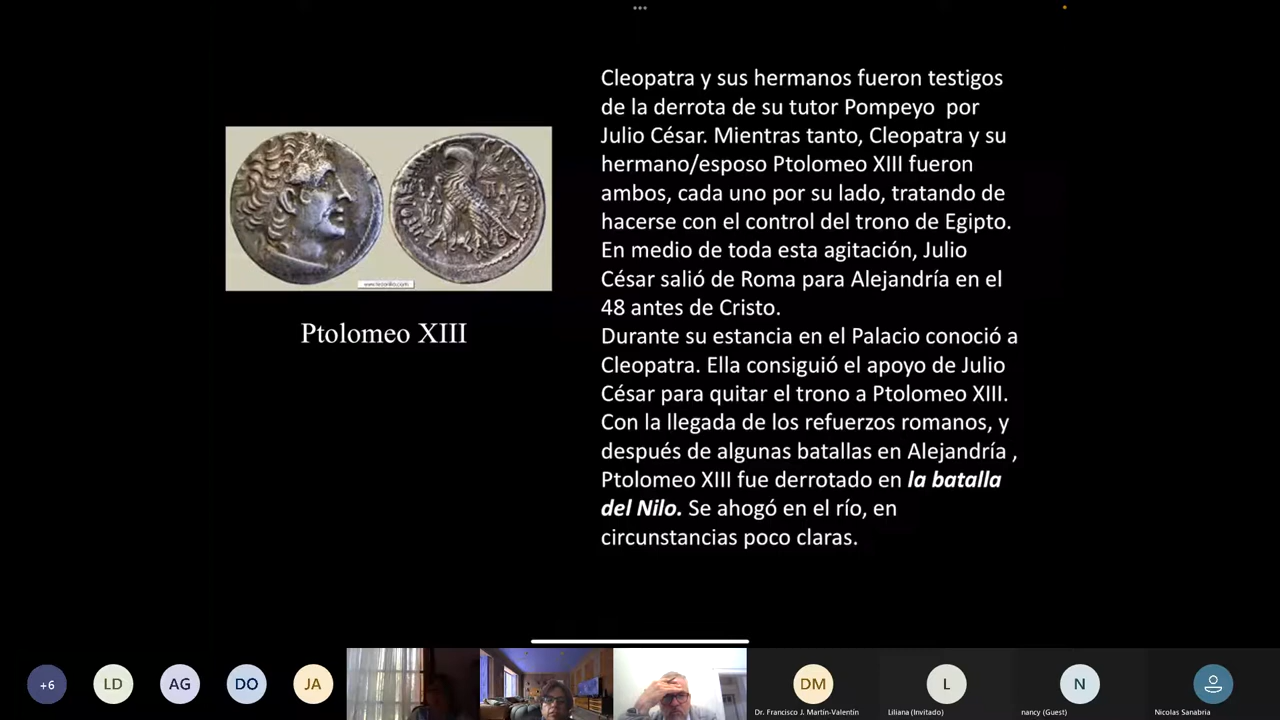 Cleopatra y sus hermanos fueron testigos
de la derrota de su tutor Pompeyo por
Julio César. Mientras tanto, Cleopatra y su
hermano/esposo Ptolomeo XIII fueron
ambos, cada uno por su lado, tratando de
hacerse con el control del trono de Egipto.
En medio de toda esta agitación, Julio
César salió de Roma para Alejandría en el
48 antes de Cristo.
Durante su estancia en el Palacio conoció a
Cleopatra. Ella consiguió el apoyo de Julio
César para quitar el trono a Ptolomeo XIII.
Con la llegada de los refuerzos romanos, y
después de algunas batallas en Alejandría ,
Ptolomeo XIII fue derrotado en la batalla
del Nilo. Se ahogó en el río, en
circunstancias poco claras.
Ptolomeo XIII
+6
LD
AG
DO
JA
DM
L
N
Dr. Francisco J. Martín-Valentín
Liliana (Invitado)
nancy (Guest)
Nicolas Sanabria